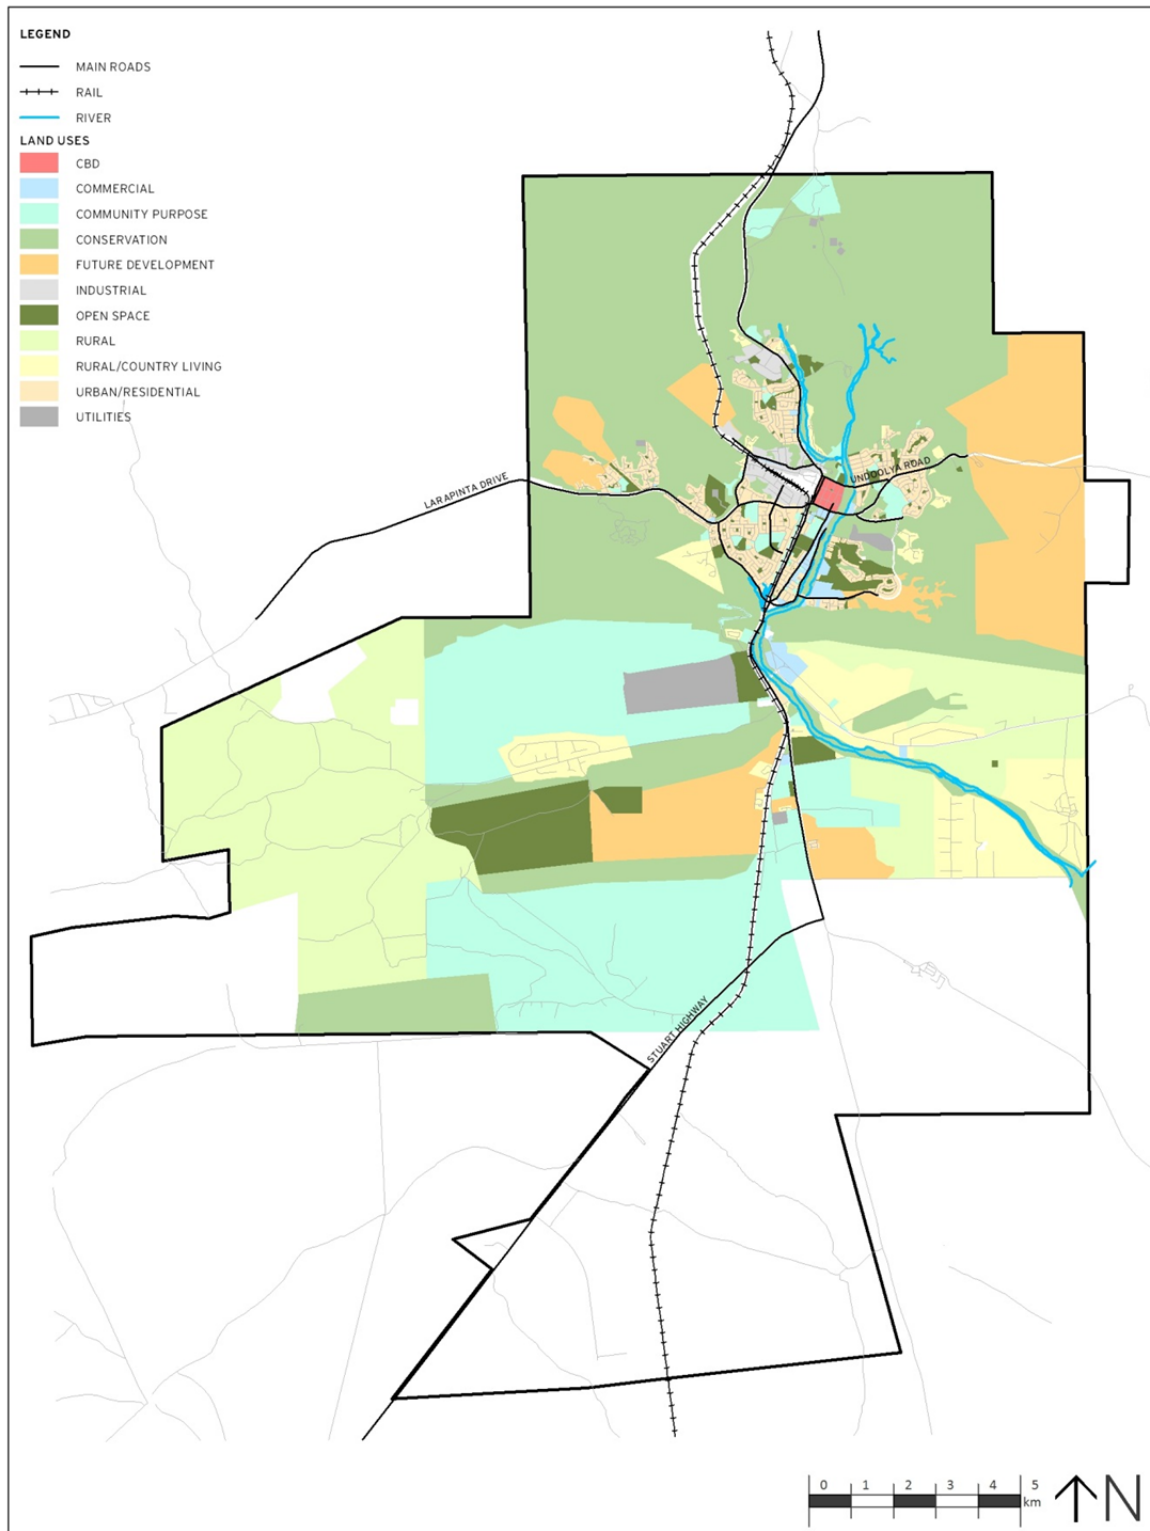 LEGEND
MAIN ROADS
RAIL
RIVER
LAND USES
CBD
COMMERCIAL
COMMUNITY PURPOSE
CONSERVATION
FUTURE DEVELOPMENT
INDUSTRIAL
OPEN SPACE
RURAL
RURAL/COUNTRY LIVING
URBAN/RESIDENTIAL
UTILITIES
UNDOOLYA ROAD
LARAPINTA DRIVE
STUART HIGHWAY
0 1 2 3 4 5
km
N